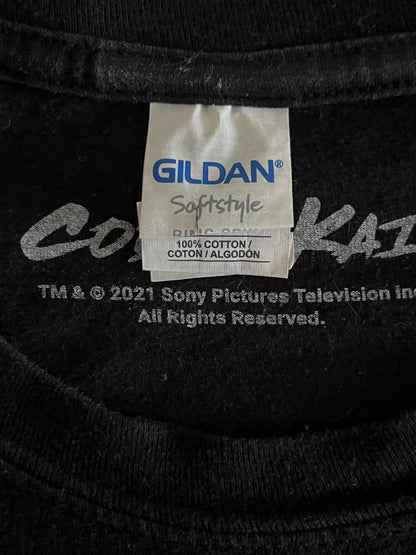 GILDAN®
Softstyle
100% COTTON /
COTON / ALGODÓN
TM & © 2021 Sony Pictures Television Inc
All Rights Reserved.